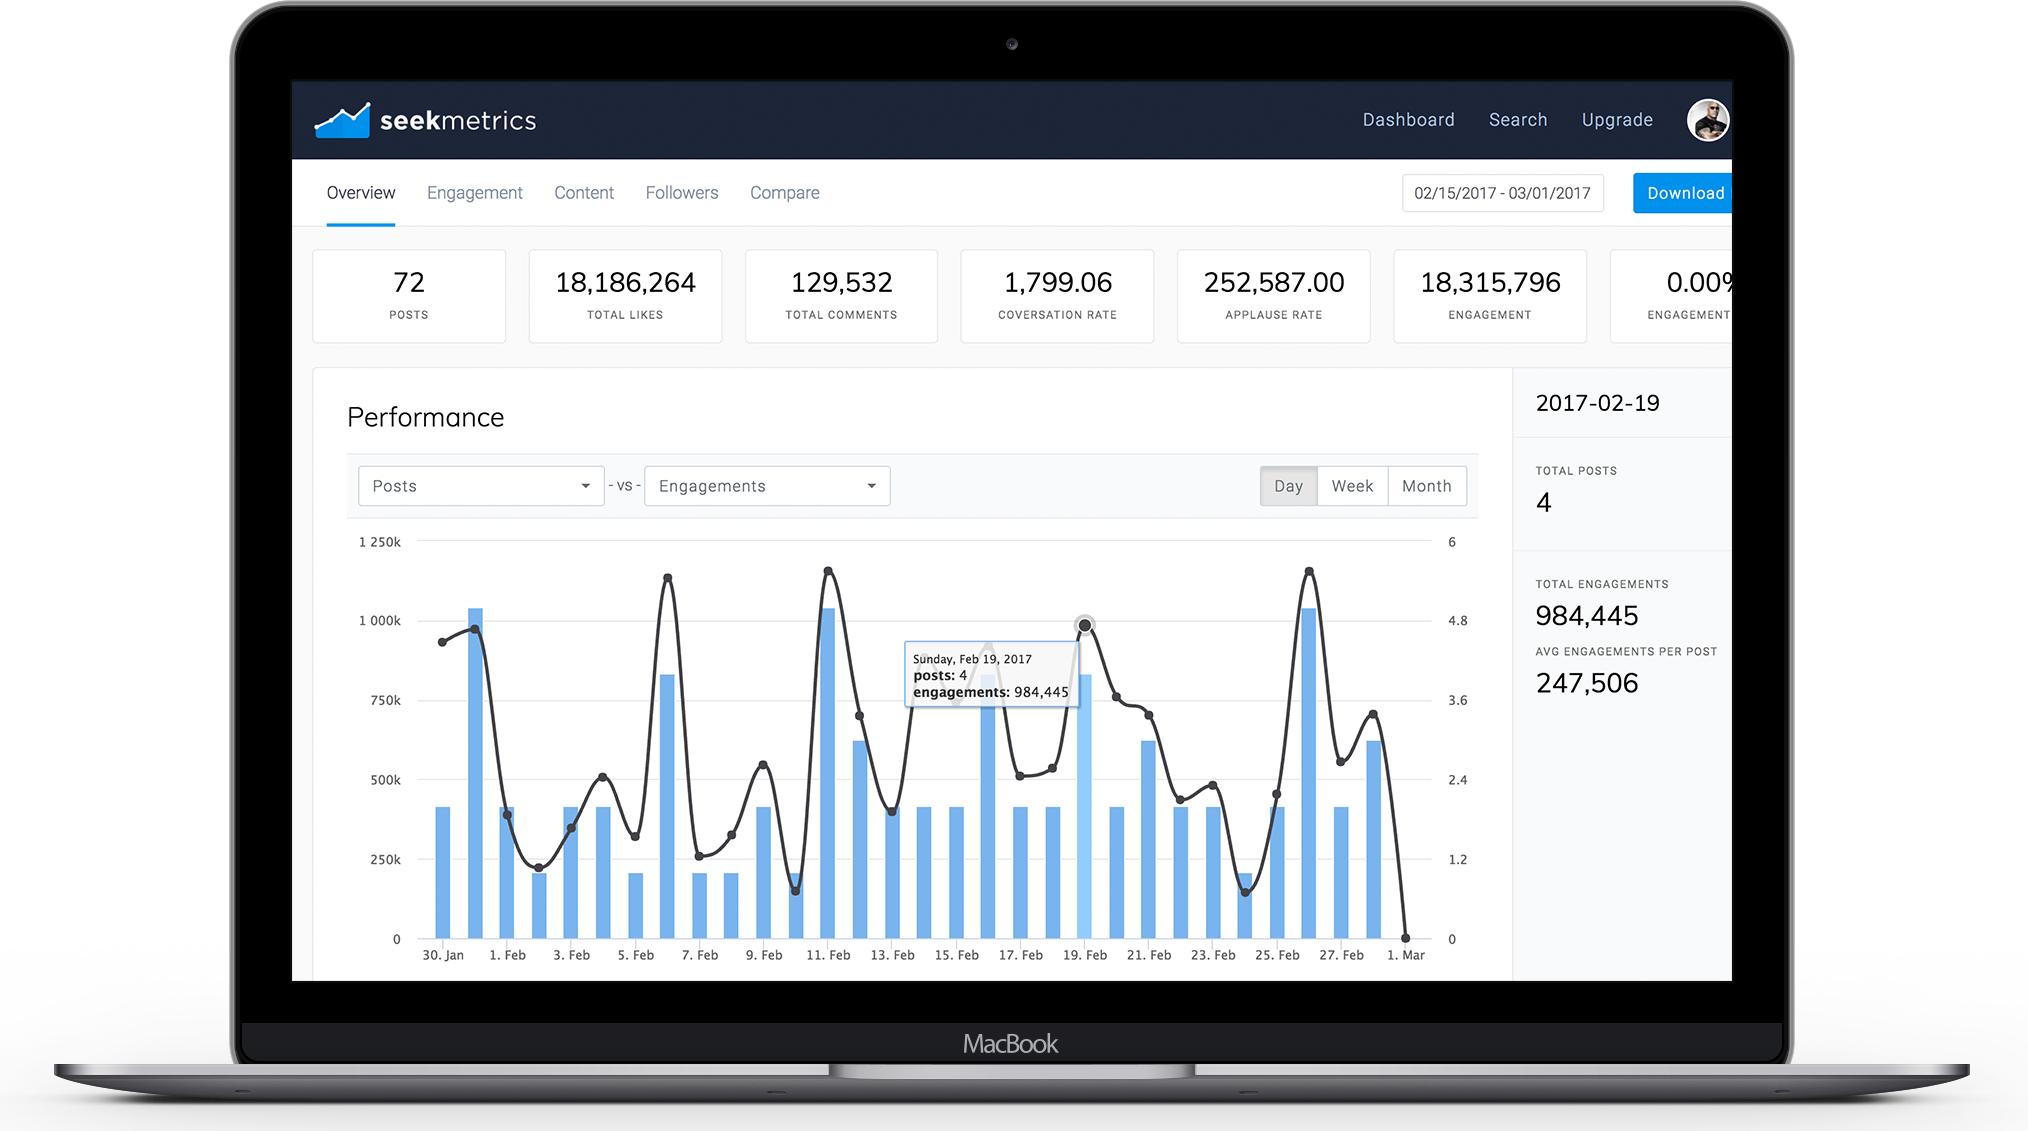 seekmetrics
Dashboard Search Upgrade
Overview Engagement Content Followers Compare
02/15/2017 - 03/01/2017
Download
72
POSTS
18,186,264
TOTAL LIKES
129,532
TOTAL COMMENTS
1,799.06
COVERSATION RATE
252,587.00
APPLAUSE RATE
18,315,796
ENGAGEMENT
0.00%
ENGAGEMENT
Performance
Posts - vs - Engagements
Day Week Month
1 250k
1 000k
750k
500k
250k
0
6
4.8
3.6
2.4
1.2
0
Sunday, Feb 19, 2017
posts: 4
engagements: 984,445
30. Jan 1. Feb 3. Feb 5. Feb 7. Feb 9. Feb 11. Feb 13. Feb 15. Feb 17. Feb 19. Feb 21. Feb 23. Feb 25. Feb 27. Feb 1. Mar
2017-02-19
TOTAL POSTS
4
TOTAL ENGAGEMENTS
984,445
AVG ENGAGEMENTS PER POST
247,506
MacBook